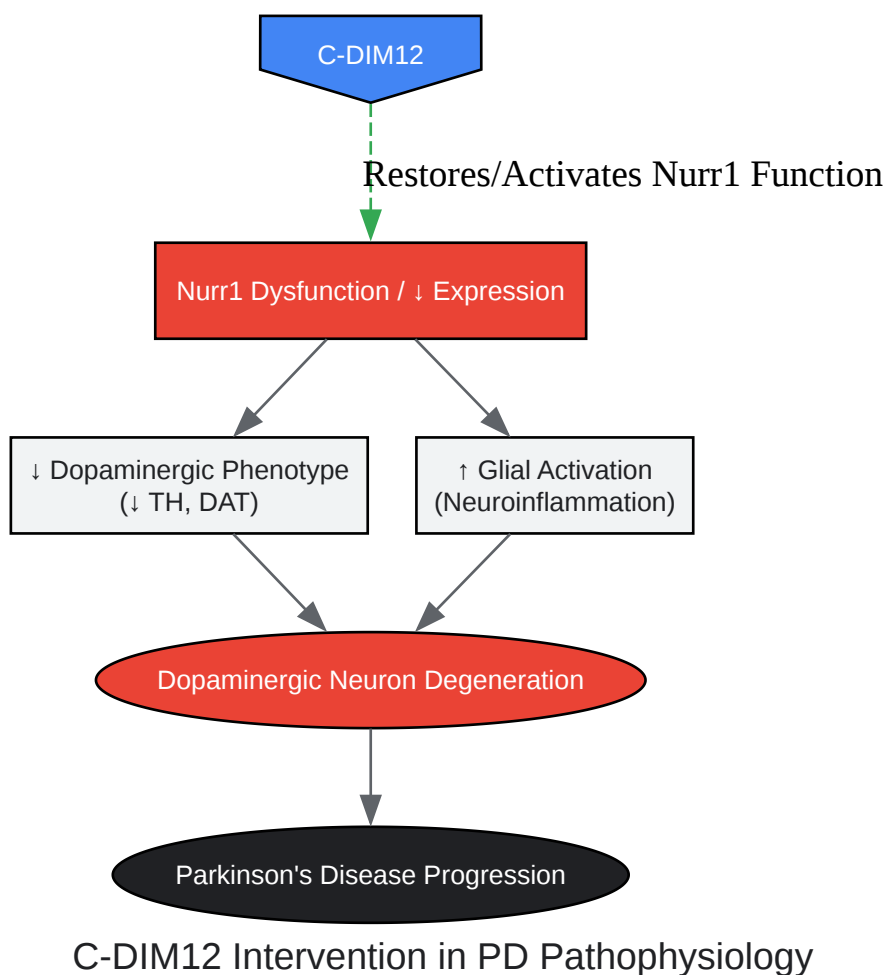 C-DIM12
Restores/Activates Nurr1 Function
Nurr1 Dysfunction / ↓ Expression
↓ Dopaminergic Phenotype
(↓ TH, DAT)
↑ Glial Activation
(Neuroinflammation)
Dopaminergic Neuron Degeneration
Parkinson's Disease Progression
C-DIM12 Intervention in PD Pathophysiology